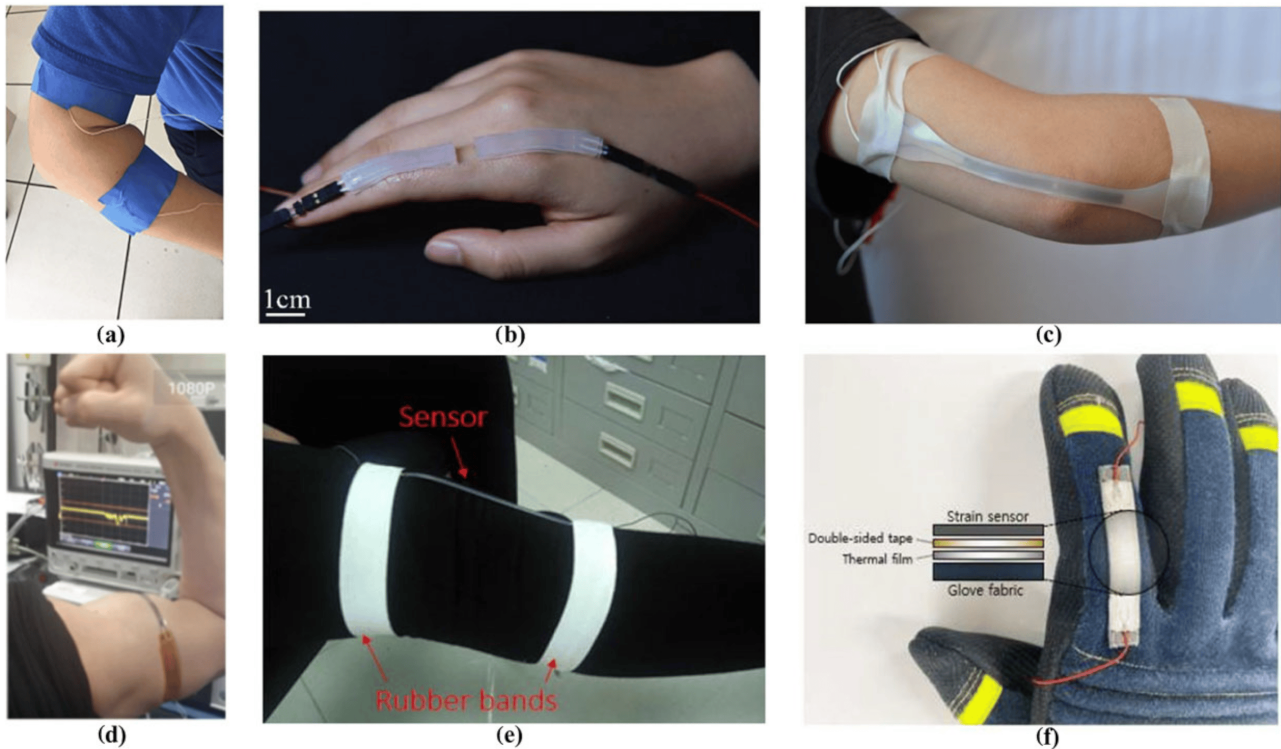 1cm
(a)
(b)
(c)
1080P
Sensor
Rubber bands
Strain sensor
Double-sided tape
Thermal film
Glove fabric
(d)
(e)
(f)